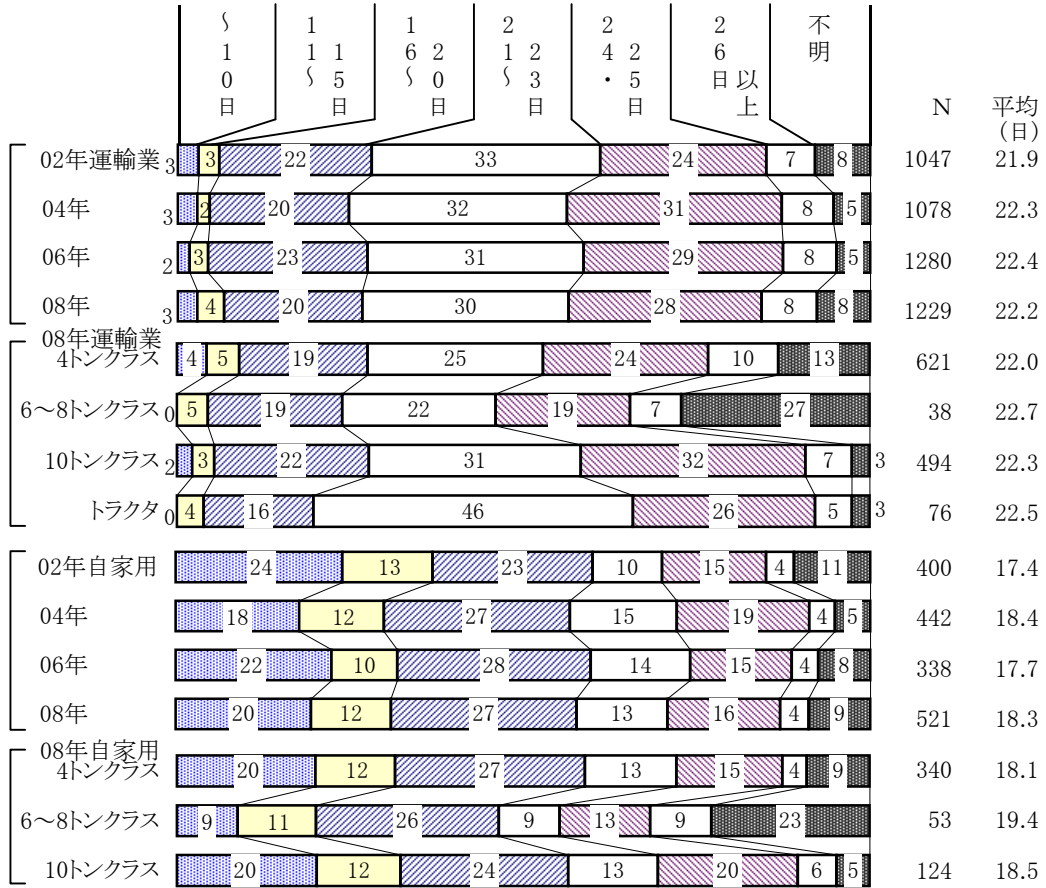 ～10日
11～15日
16～20日
21～23日
24・25日
26日以上
不明
N 平均(日)
02年運輸業 3 3 22 33 24 7 8 1047 21.9
04年 3 2 20 32 31 8 5 1078 22.3
06年 2 3 23 31 29 8 5 1280 22.4
08年 3 4 20 30 28 8 8 1229 22.2
08年運輸業
4トンクラス 4 5 19 25 24 10 13 621 22.0
6～8トンクラス 0 5 19 22 19 7 27 38 22.7
10トンクラス 2 3 22 31 32 7 3 494 22.3
トラクタ 0 4 16 46 26 5 3 76 22.5
02年自家用 24 13 23 10 15 4 11 400 17.4
04年 18 12 27 15 19 4 5 442 18.4
06年 22 10 28 14 15 4 8 338 17.7
08年 20 12 27 13 16 4 9 521 18.3
08年自家用
4トンクラス 20 12 27 13 15 4 9 340 18.1
6～8トンクラス 9 11 26 9 13 9 23 53 19.4
10トンクラス 20 12 24 13 20 6 5 124 18.5